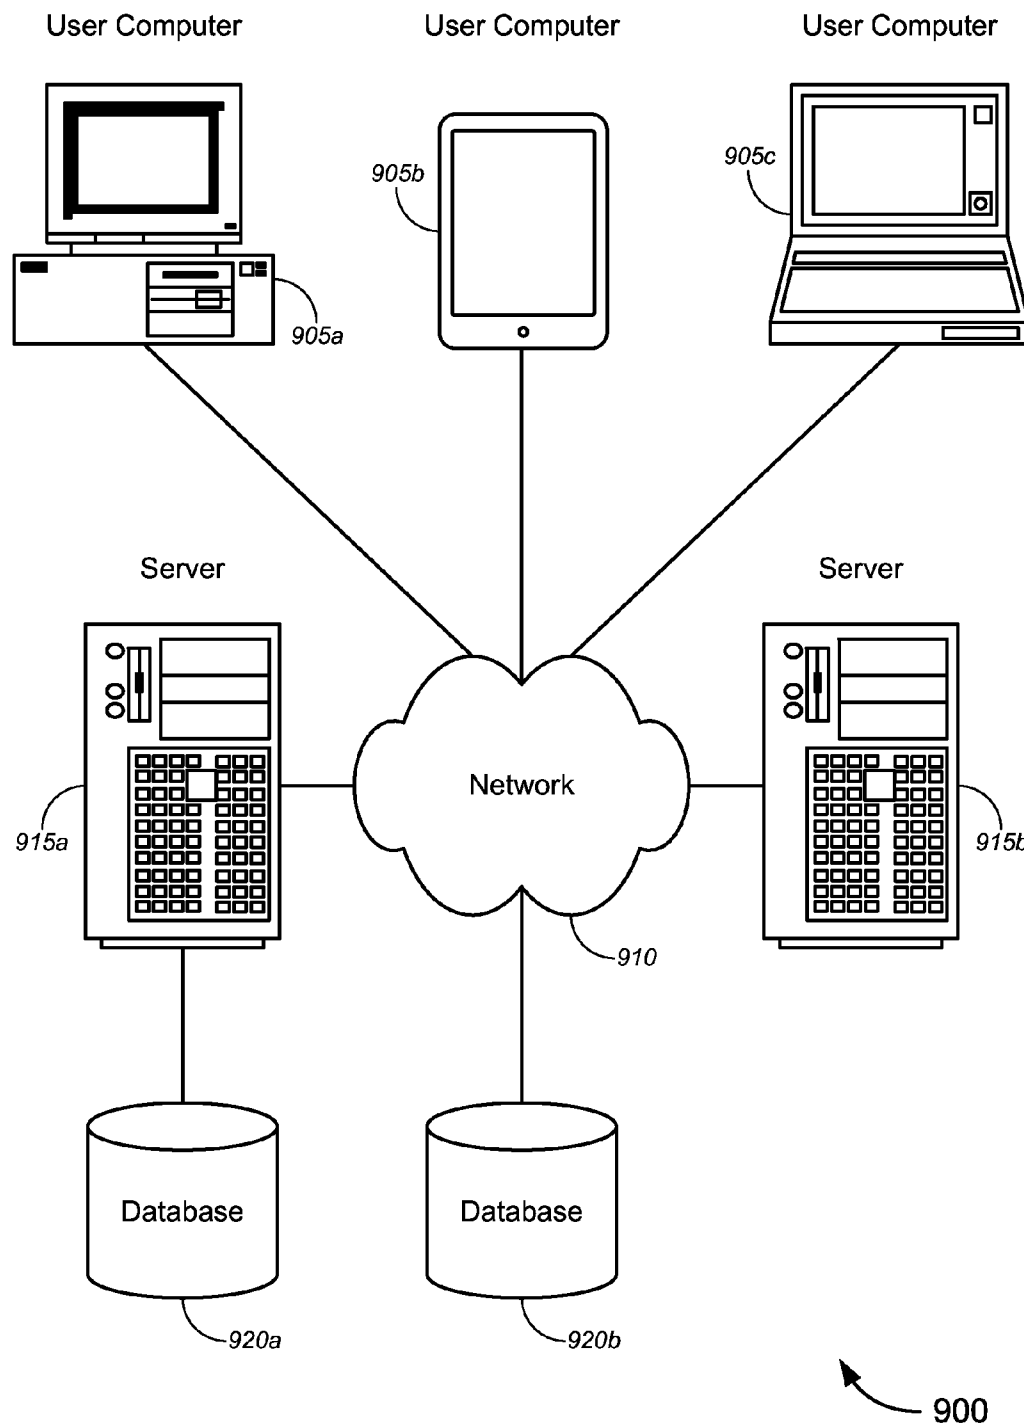 User Computer
User Computer
User Computer
905b
905c
905a
Server
Server
Network
915a
915b
910
Database
Database
920a
920b
900